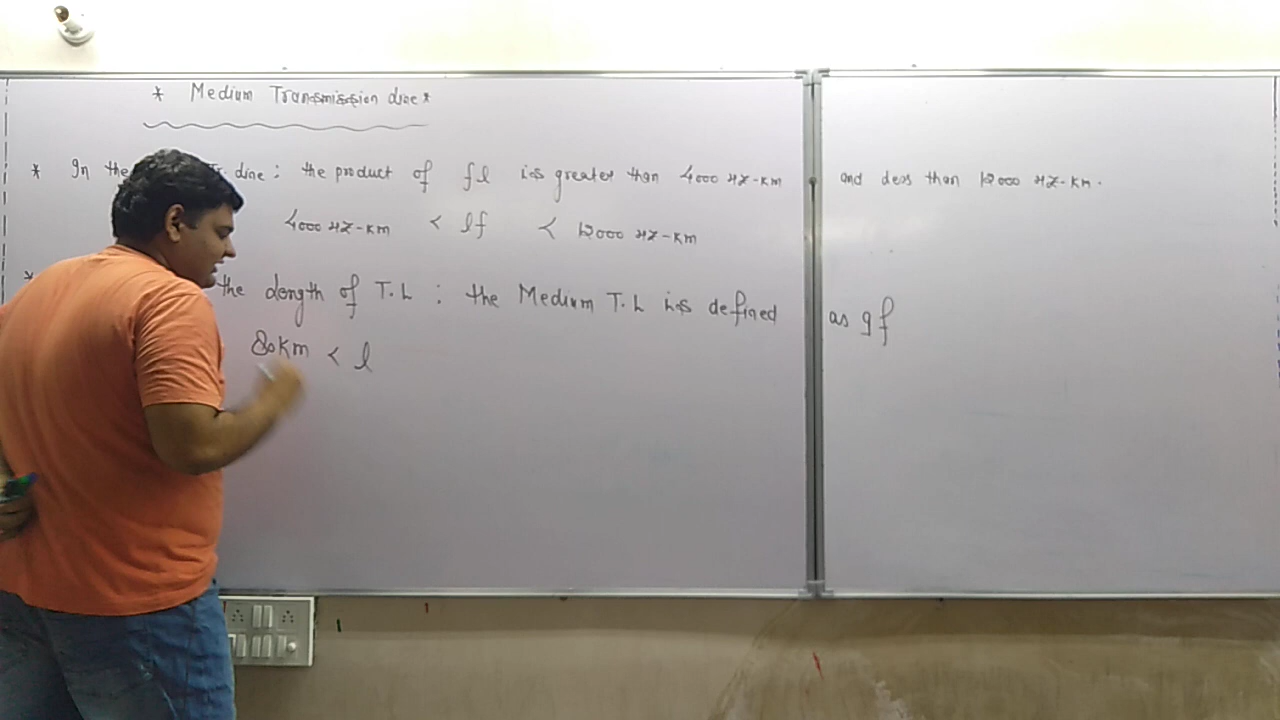 * Medium Transmission Line *
* In the line : the product of fl is greater than 4000 HZ-KM and Less than 12000 HZ-KM.
4000 HZ-KM < lf < 12000 HZ-KM
* the Length of T.L : the Medium T.L is defined as If
80KM < l